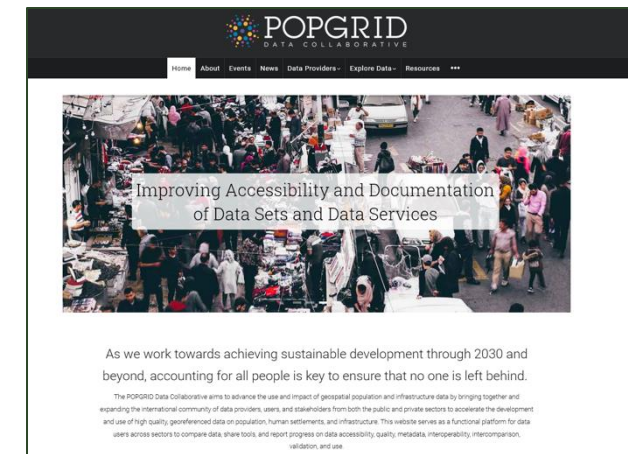 POPGRID
DATA COLLABORATIVE
Home About Events News Data Providers Explore Data Resources •••
Improving Accessibility and Documentation
of Data Sets and Data Services
As we work towards achieving sustainable development through 2030 and
beyond, accounting for all people is key to ensure that no one is left behind.
The POPGRID Data Collaborative aims to advance the use and impact of geospatial population and infrastructure data by bringing together and
expanding the international community of data providers, users, and stakeholders from both the public and private sectors to accelerate the development
and use of high quality, georeferenced data on population, human settlements, and infrastructure. This website serves as a functional platform for data
users across sectors to compare data, share tools, and report progress on data accessibility, quality, metadata, interoperability, intercomparison,
validation, and use.